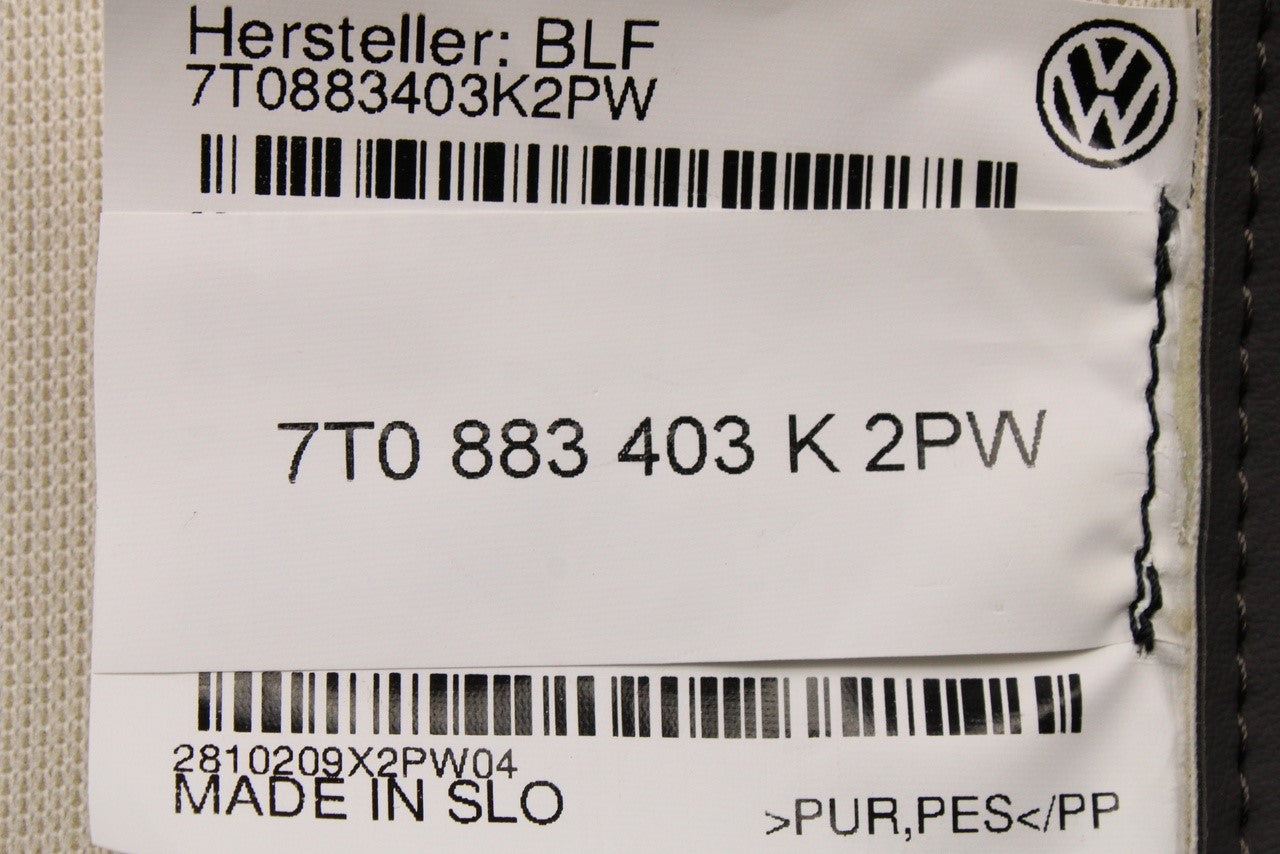 Hersteller: BLF
7T0883403K2PW
7T0 883 403 K 2PW
2810209X2PW04
MADE IN SLO
>PUR,PES</PP